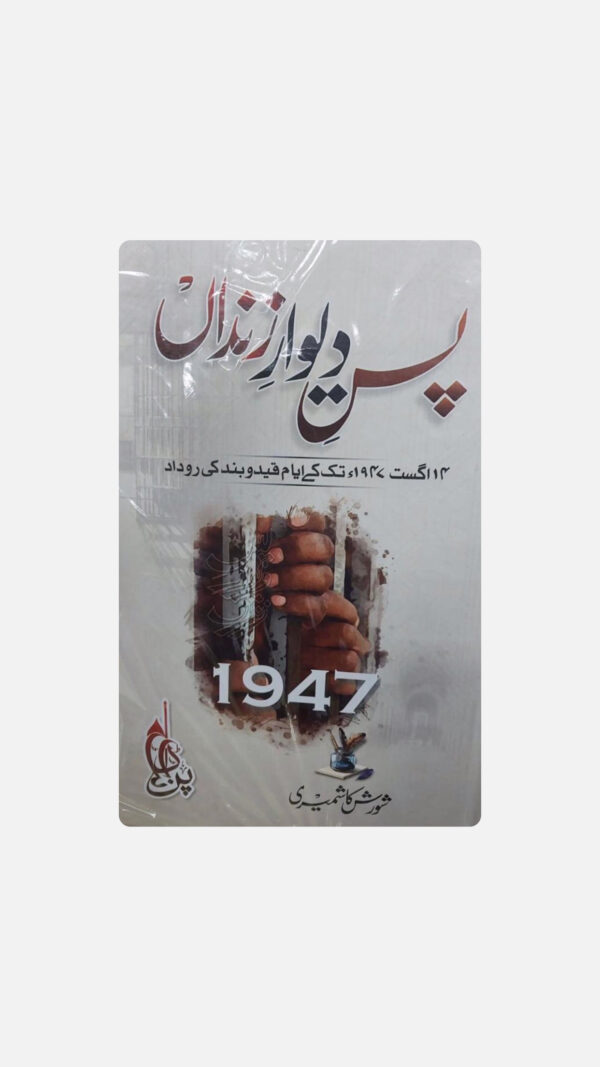 پسِ دیوارِ زنداں
۱۴ اگست ۱۹۴۷ء تک کے ایام قید و بند کی روداد
1947
شورش کاشمیری